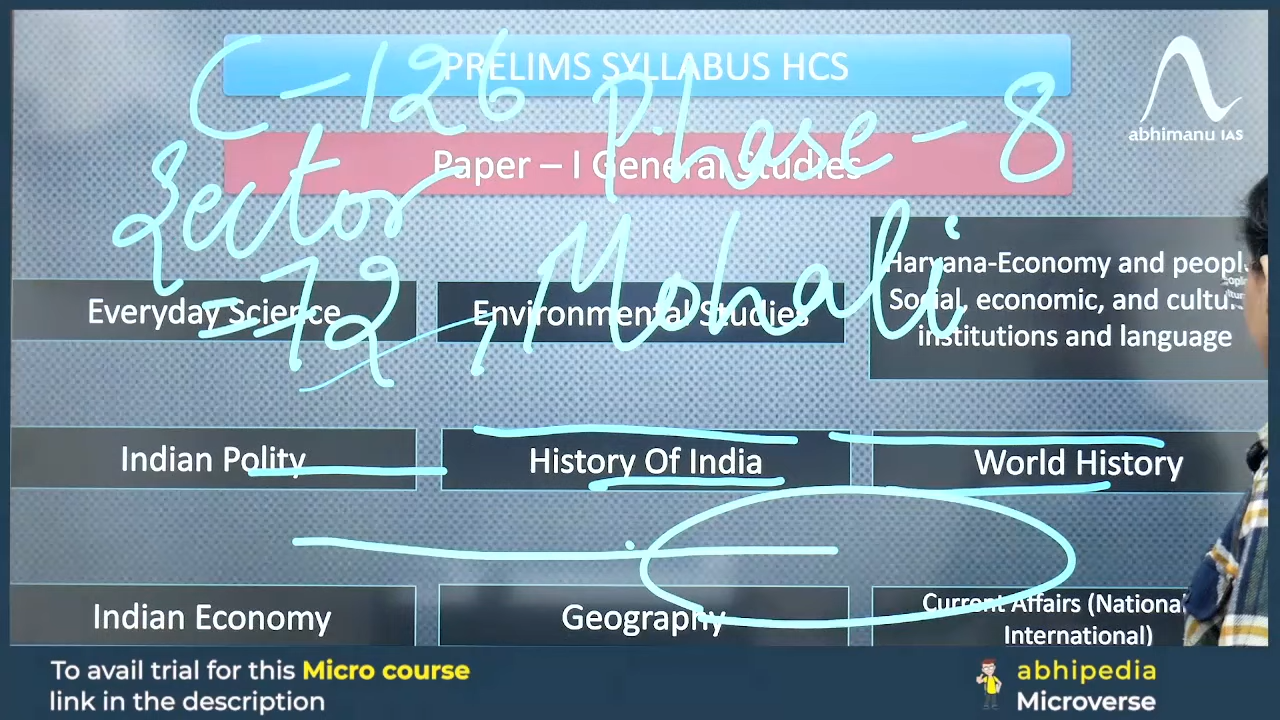 PRELIMS SYLLABUS HCS
C-126 Phase-8
abhimanu IAS
Paper – I General Studies
Sector
-72, Mohali
Haryana-Economy and people
Social, economic, and cultu
institutions and language
Everyday Science
Environmental Studies
Indian Polity
History Of India
World History
Indian Economy
Geography
Current Affairs (National
International)
To avail trial for this Micro course
link in the description
abhipedia
Microverse